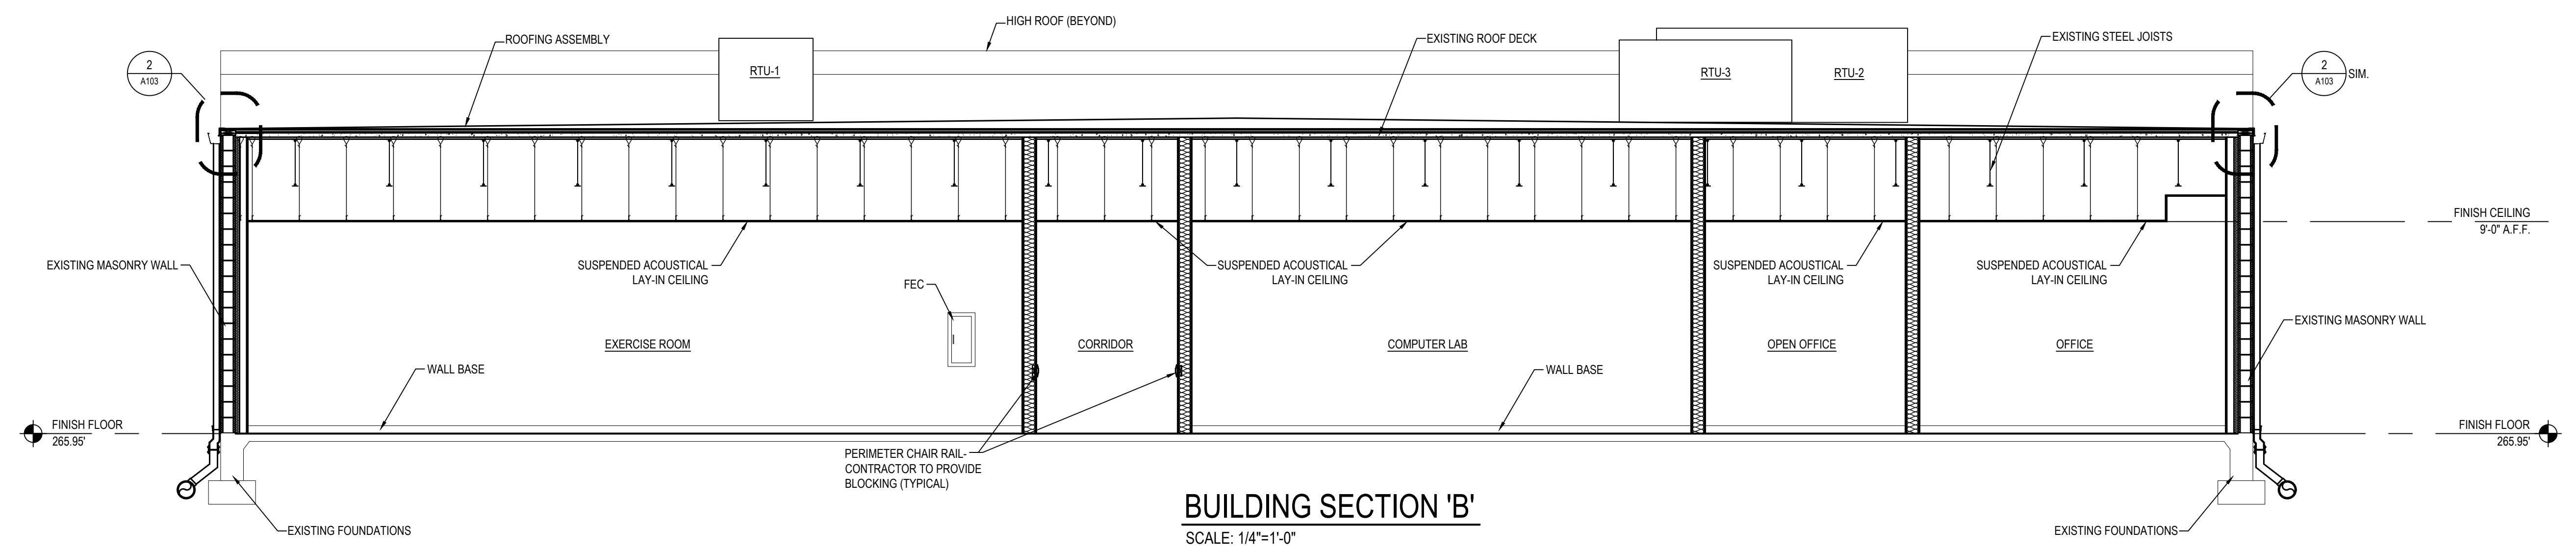 HIGH ROOF (BEYOND)
ROOFING ASSEMBLY
EXISTING ROOF DECK
EXISTING STEEL JOISTS
2
A103
RTU-1
RTU-3
RTU-2
2
A103
SIM.
FINISH CEILING
9'-0" A.F.F.
EXISTING MASONRY WALL
SUSPENDED ACOUSTICAL
LAY-IN CEILING
SUSPENDED ACOUSTICAL
LAY-IN CEILING
SUSPENDED ACOUSTICAL
LAY-IN CEILING
SUSPENDED ACOUSTICAL
LAY-IN CEILING
FEC
EXISTING MASONRY WALL
EXERCISE ROOM
CORRIDOR
COMPUTER LAB
OPEN OFFICE
OFFICE
WALL BASE
WALL BASE
FINISH FLOOR
265.95'
FINISH FLOOR
265.95'
PERIMETER CHAIR RAIL-
CONTRACTOR TO PROVIDE
BLOCKING (TYPICAL)
EXISTING FOUNDATIONS
EXISTING FOUNDATIONS
BUILDING SECTION 'B'
SCALE: 1/4"=1'-0"